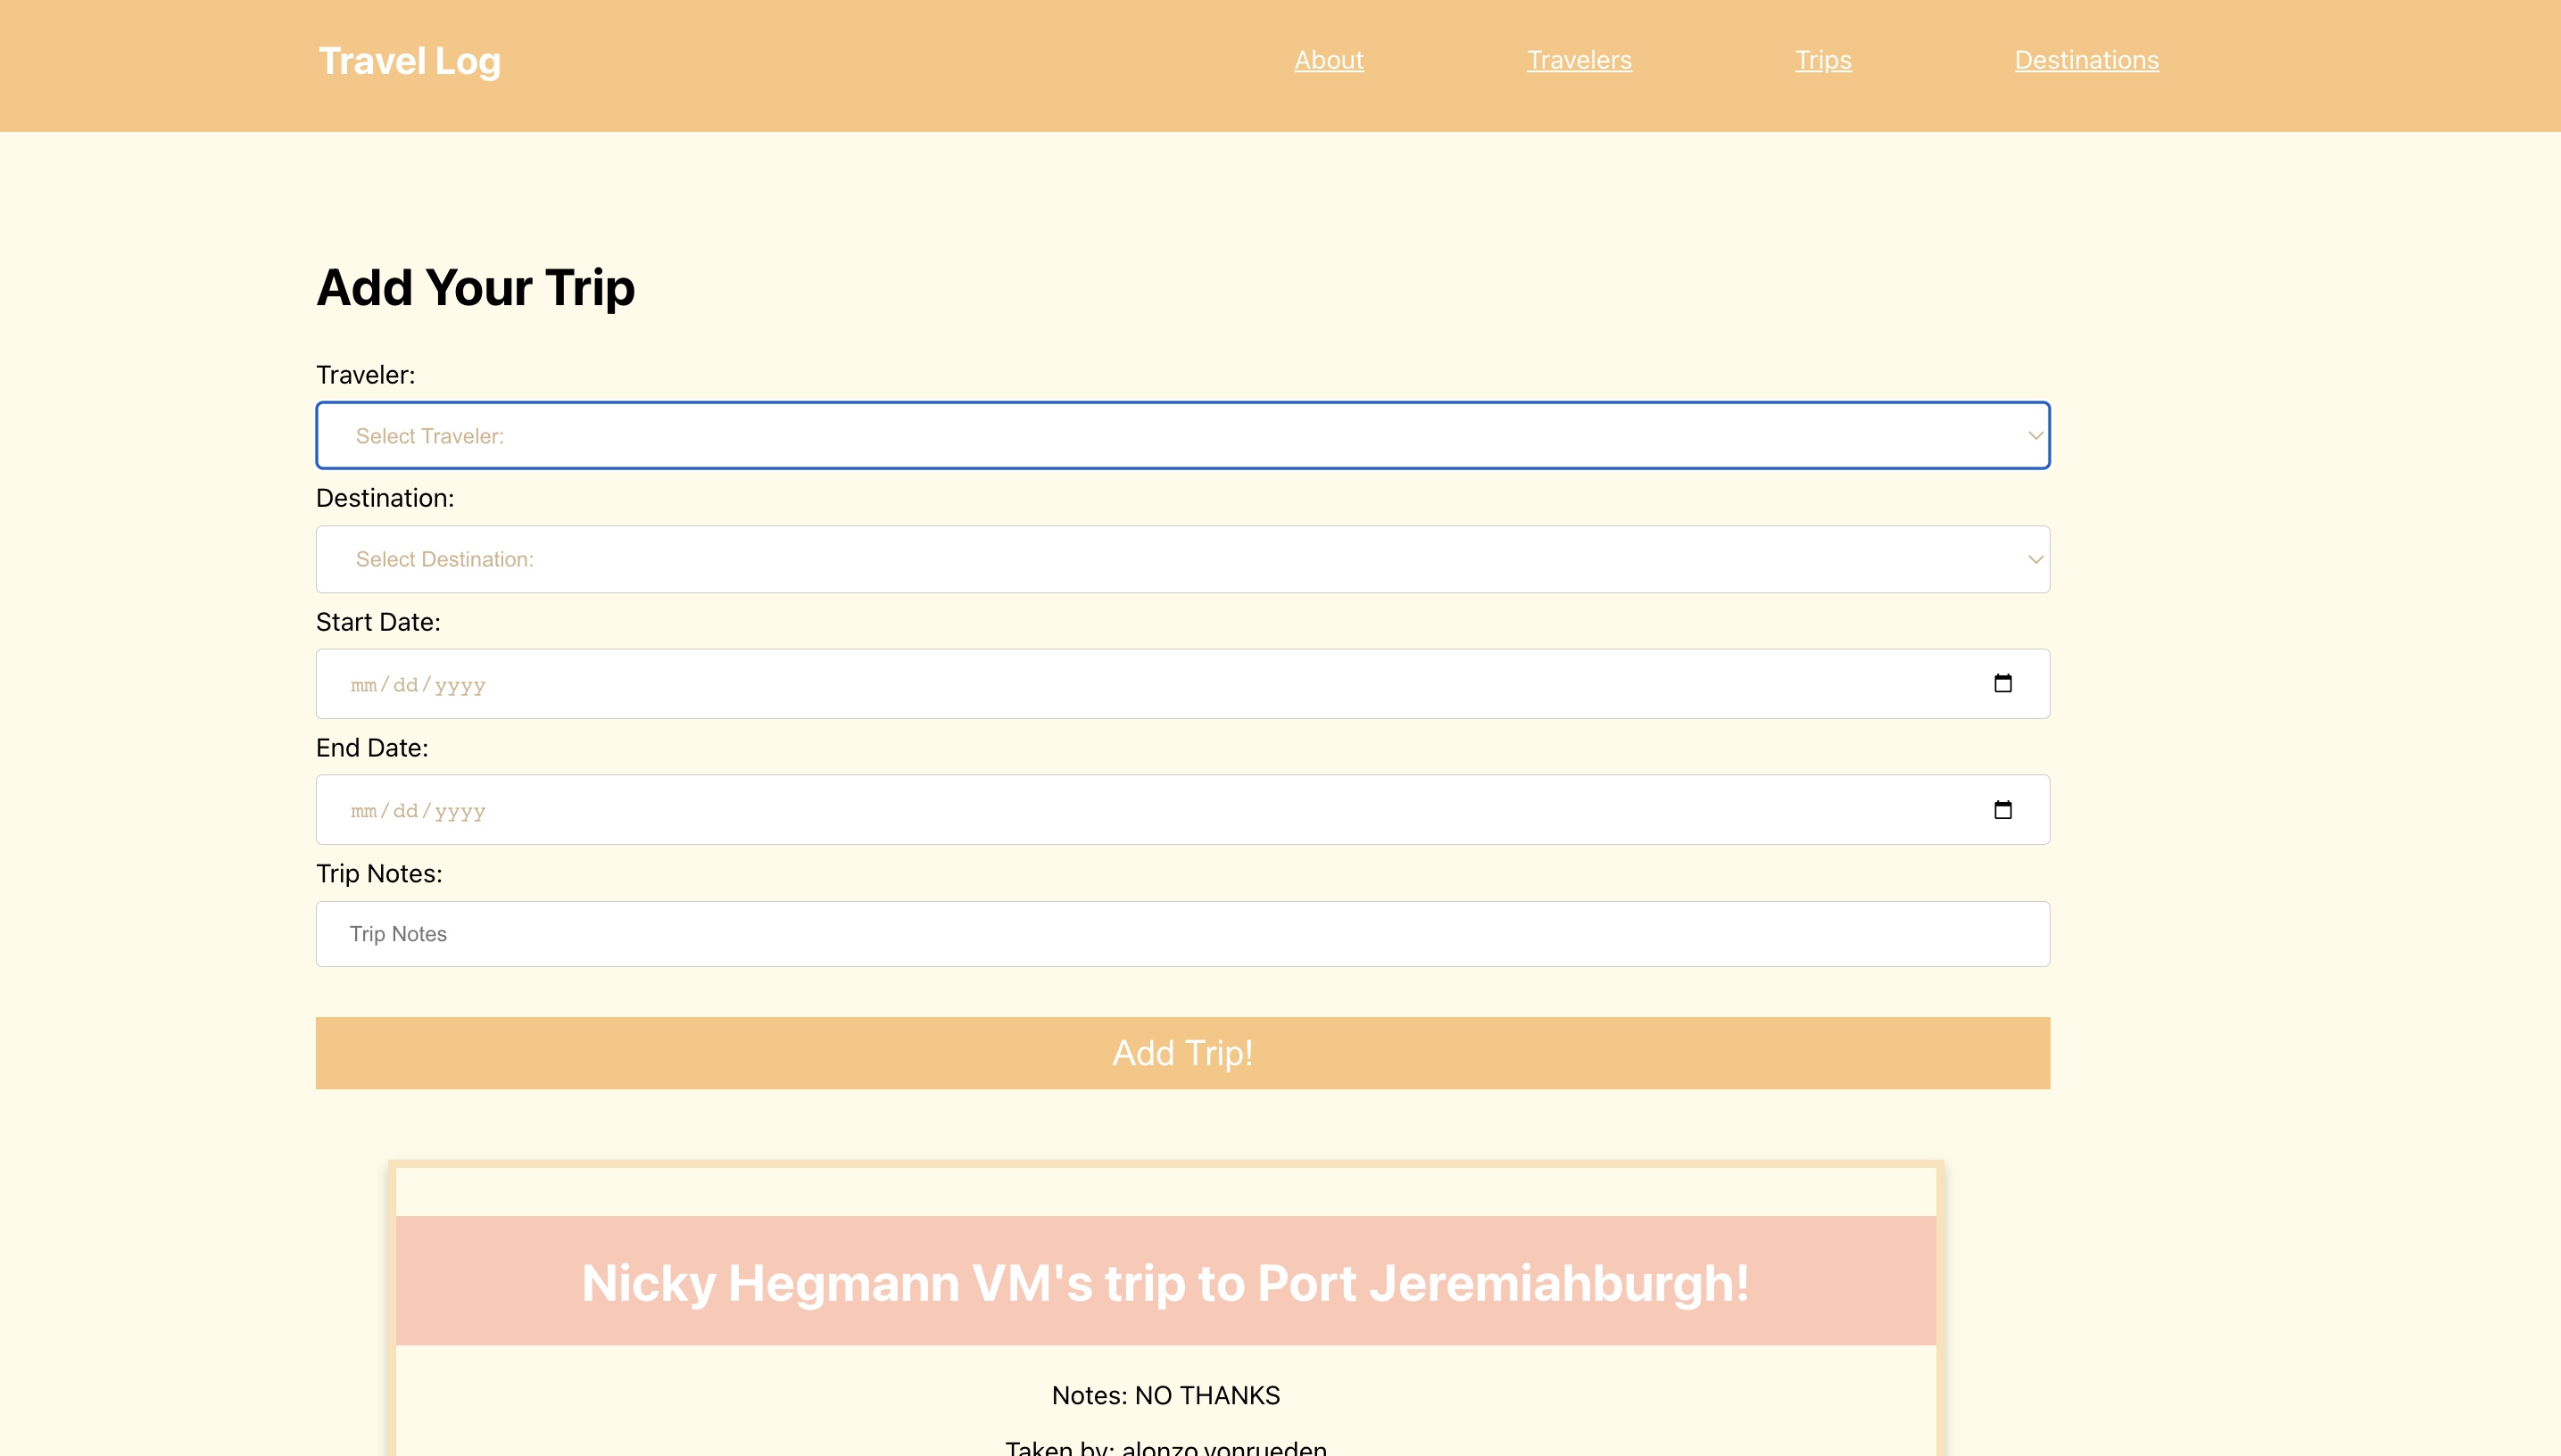 Travel Log About Travelers Trips Destinations
Add Your Trip
Traveler:
Select Traveler:
Destination:
Select Destination:
Start Date:
mm/dd/yyyy
End Date:
mm/dd/yyyy
Trip Notes:
Trip Notes
Add Trip!
Nicky Hegmann VM's trip to Port Jeremiahburgh!
Notes: NO THANKS
Taken by: alonzo.vonrueden